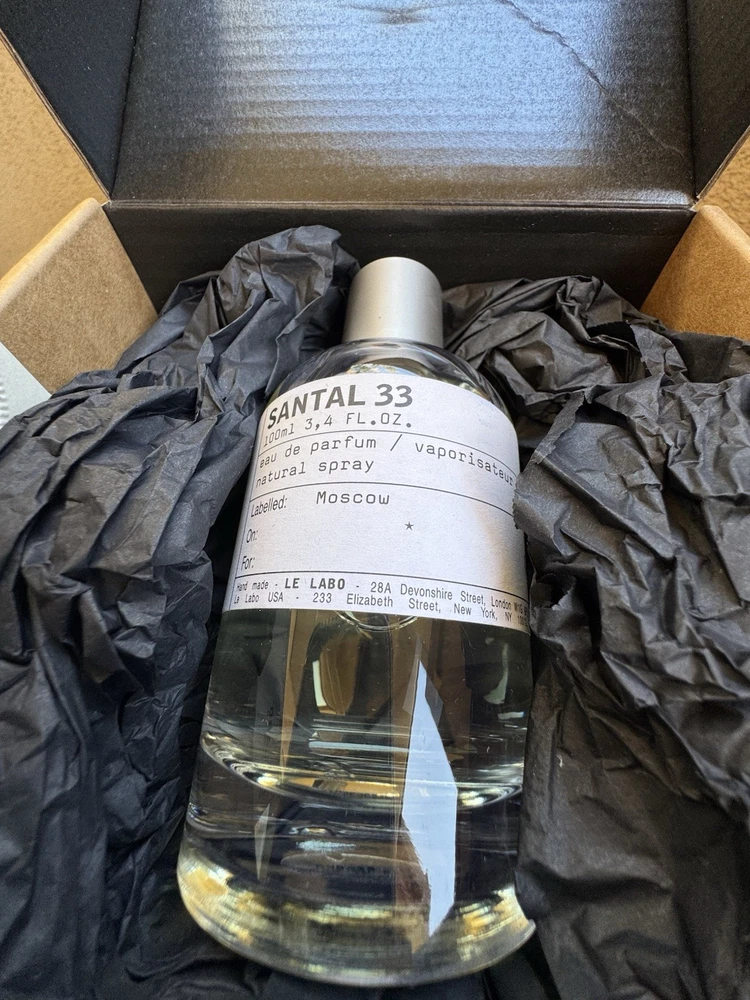 SANTAL 33
100ml 3,4 FL.OZ.
eau de parfum / vaporisateur
natural spray
Labelled: Moscow
On:
For:
Hand made - LE LABO - 28A Devonshire Street, London
Le Labo USA - 233 Elizabeth Street, New York, NY